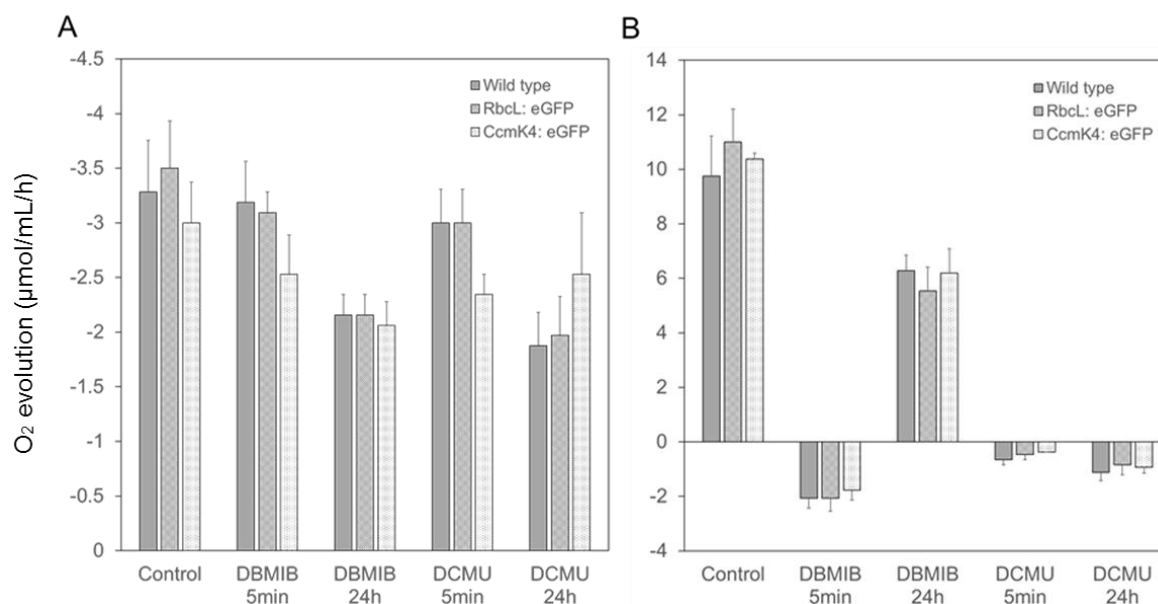 A
O₂ evolution (µmol/mL/h)
-4.5
-4
-3.5
-3
-2.5
-2
-1.5
-1
-0.5
0
Wild type
RbcL: eGFP
CcmK4: eGFP
Control
DBMIB
5min
DBMIB
24h
DCMU
5min
DCMU
24h
B
14
12
10
8
6
4
2
0
-2
-4
Wild type
RbcL: eGFP
CcmK4: eGFP
Control
DBMIB
5min
DBMIB
24h
DCMU
5min
DCMU
24h